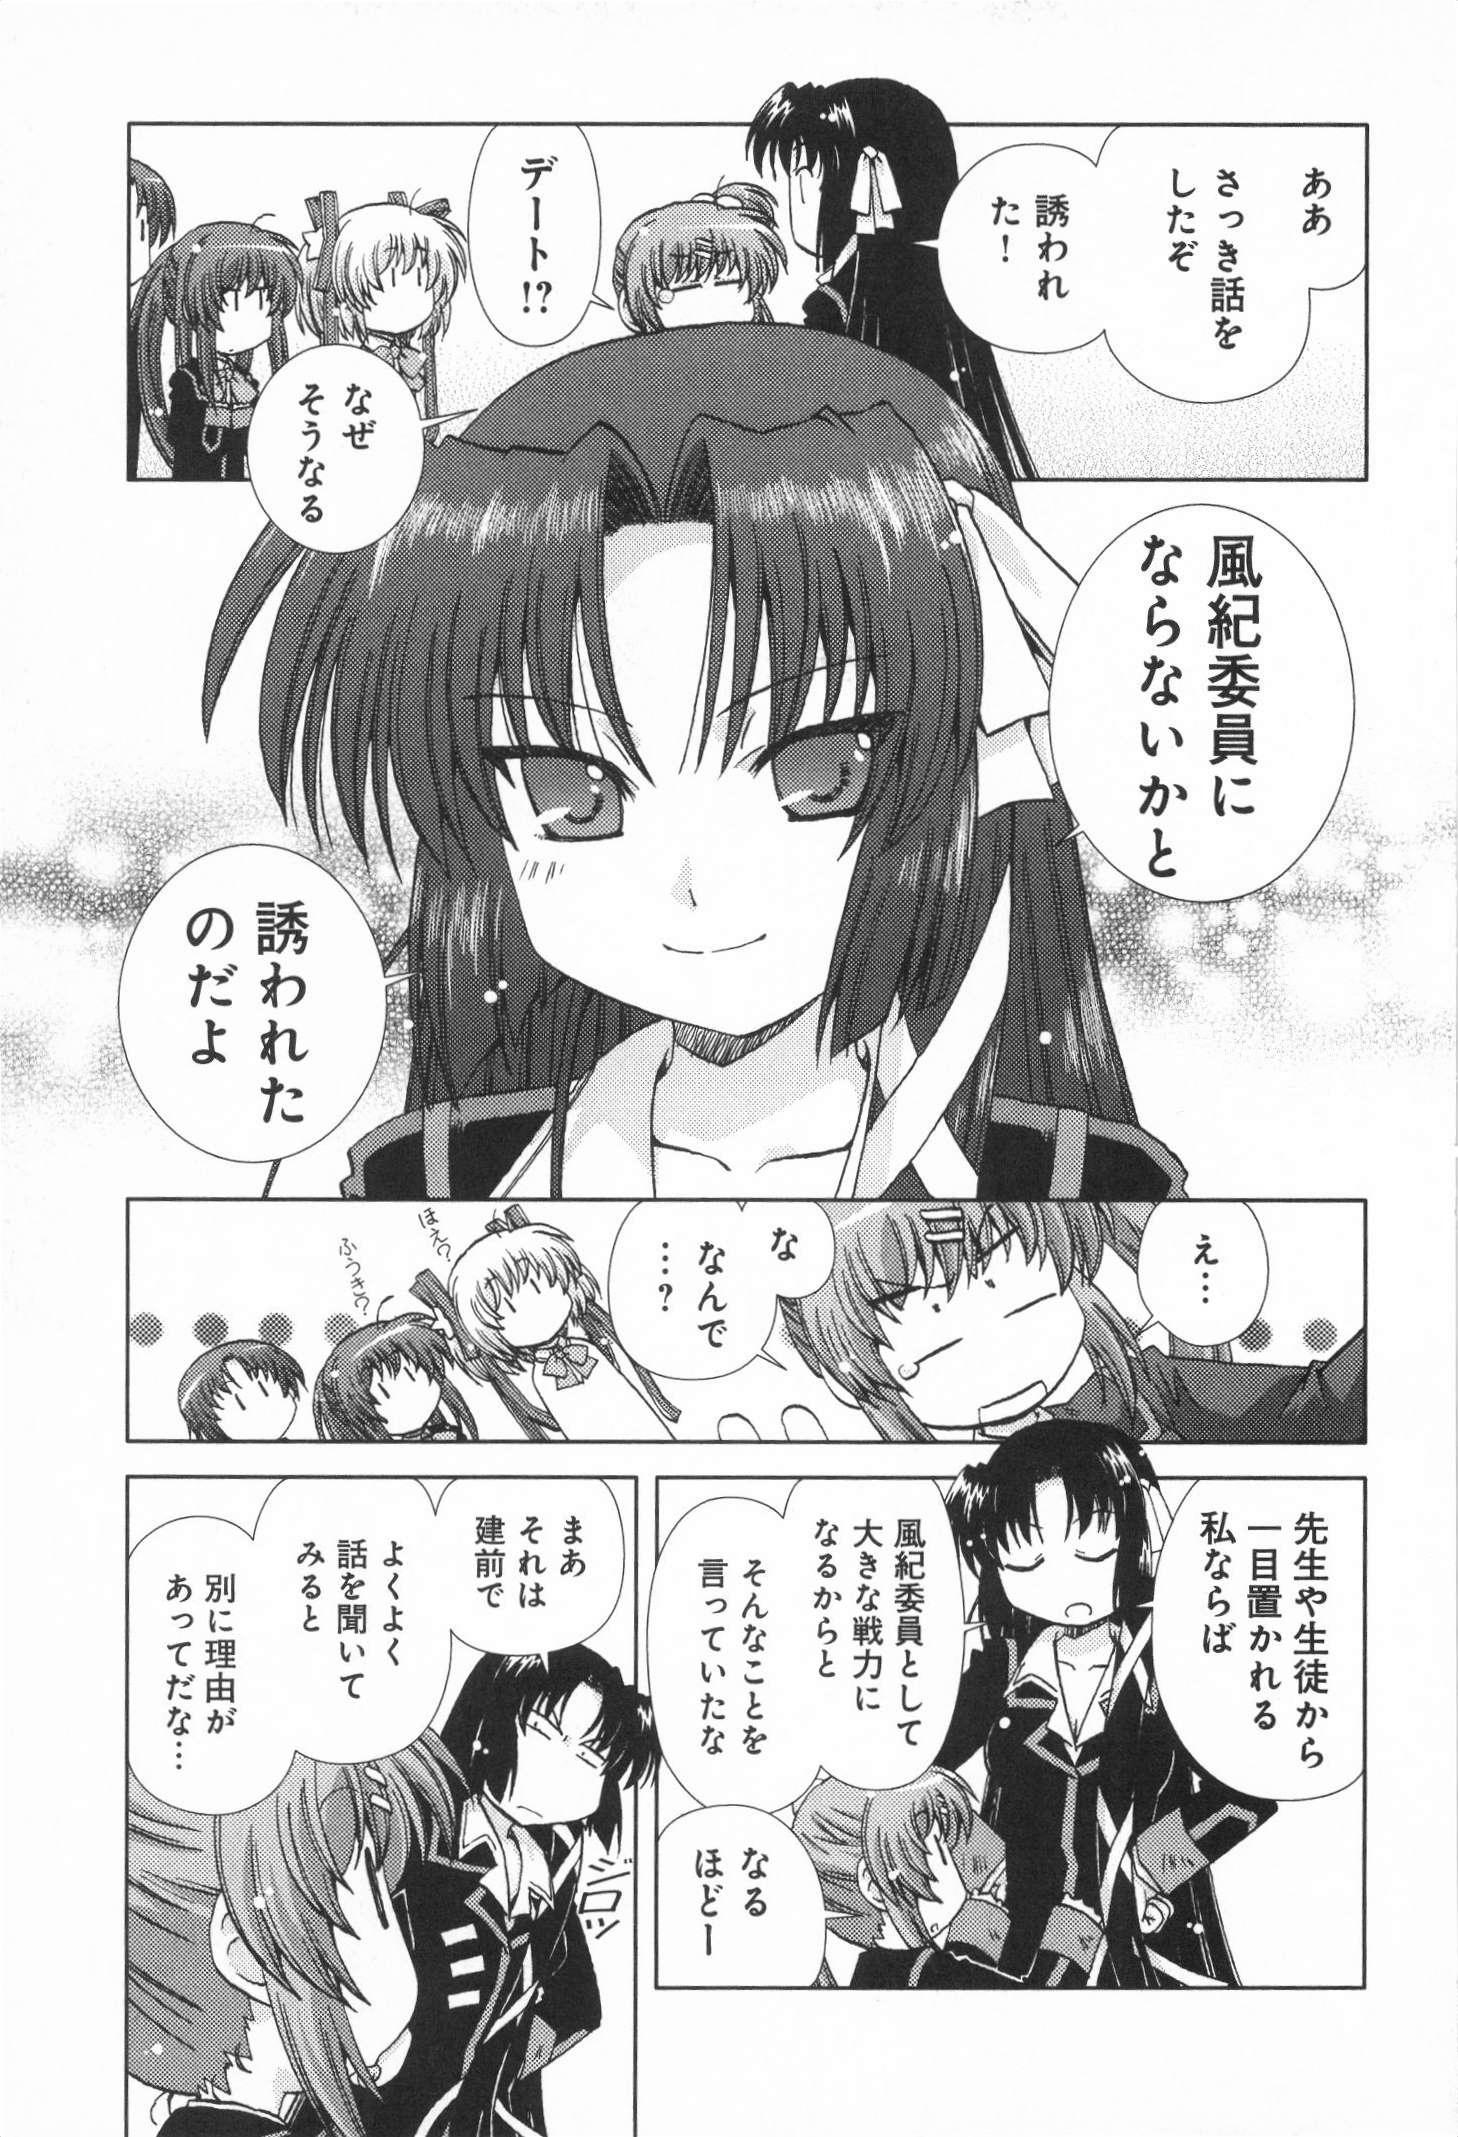 ああ
さっき話を
したぞ
誘われ
た!
デート!?
なぜ
そうなる
風紀委員に
ならないかと
誘われた
のだよ
え…
な
なんで
…?
ほえ?
ふうき?
先生や生徒から
一目置かれる
私ならば
風紀委員として
大きな戦力に
なるからと
そんなことを
言っていたな
なる
ほどー
まあ
それは
建前で
よくよく
話を聞いて
みると
別に理由が
あってだな…
ジロッ